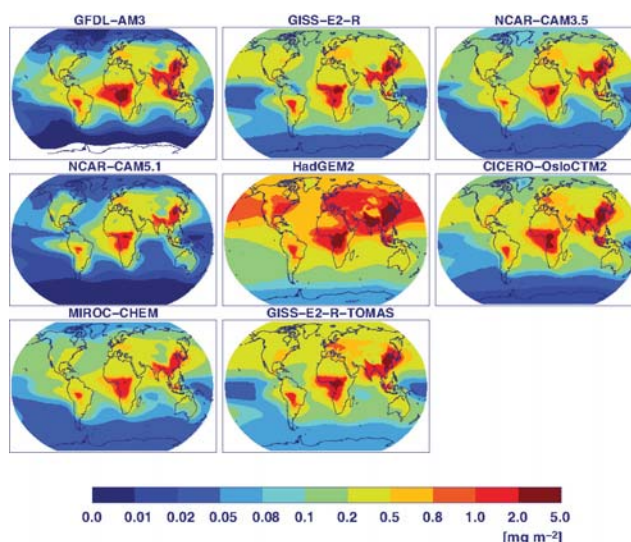 GFDL-AM3 GISS-E2-R NCAR-CAM3.5
NCAR-CAM5.1 HadGEM2 CICERO-OsloCTM2
MIROC-CHEM GISS-E2-R-TOMAS
0.0 0.01 0.02 0.05 0.08 0.1 0.2 0.5 0.8 1.0 2.0 5.0
[mg m⁻²]